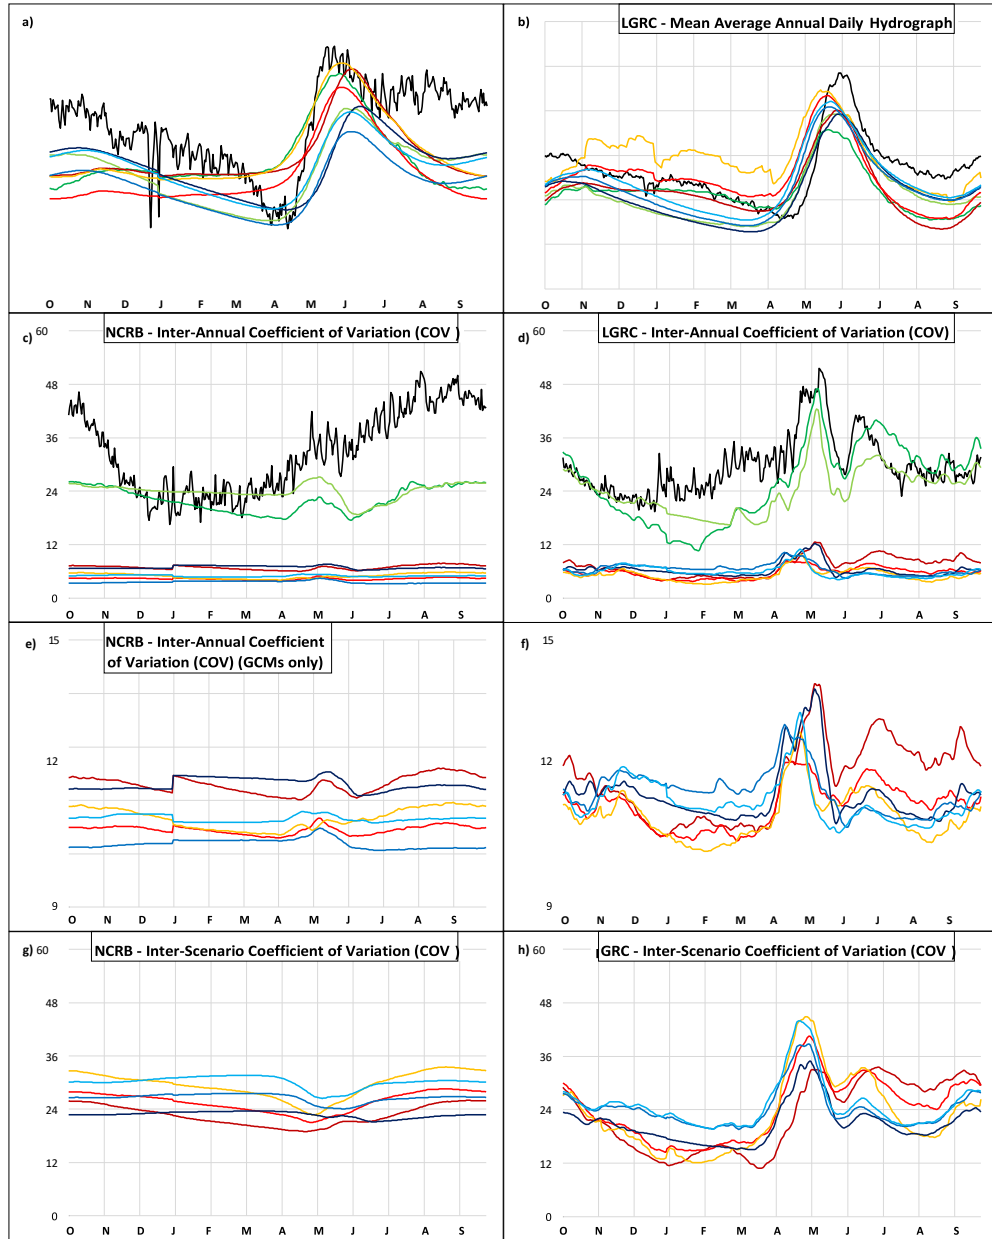 a)
O N D J F M A M J J A S
b)
LGRC - Mean Average Annual Daily Hydrograph
O N D J F M A M J J A S
c)
NCRB - Inter-Annual Coefficient of Variation (COV )
60
48
36
24
12
0
d)
LGRC - Inter-Annual Coefficient of Variation (COV)
60
48
36
24
12
0
O N D J F M A M J J A S
e)
NCRB - Inter-Annual Coefficient
of Variation (COV) (GCMs only)
15
12
9
O N D J F M A M J J A S
f)
15
12
9
O N D J F M A M J J A S
g)
NCRB - Inter-Scenario Coefficient of Variation (COV )
60
48
36
24
12
0
O N D J F M A M J J A S
h)
GRC - Inter-Scenario Coefficient of Variation (COV )
60
48
36
24
12
0
O N D J F M A M J J A S